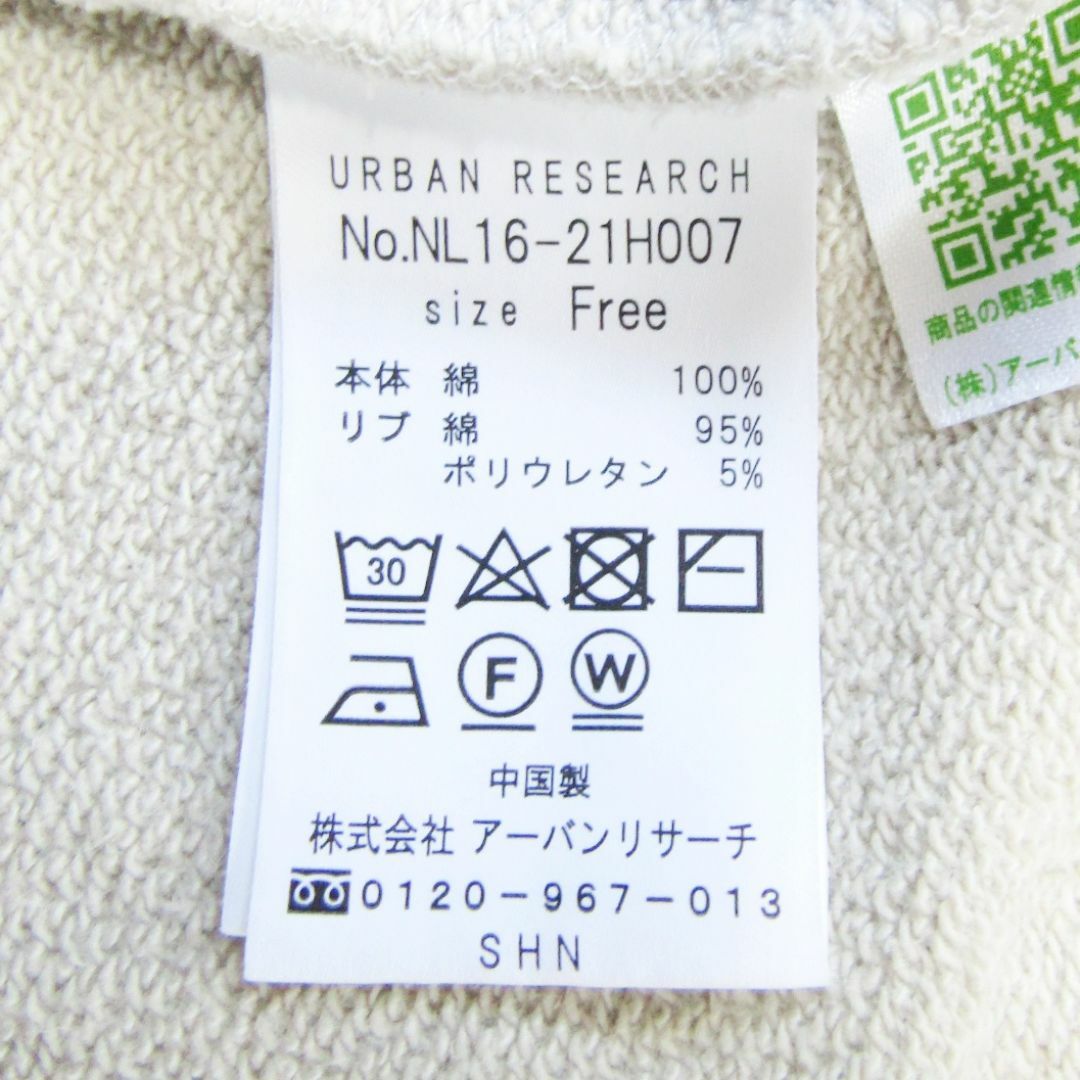 URBAN RESEARCH
No.NL16-21H007
size Free
本体 綿 100%
リブ 綿 95%
ポリウレタン 5%
30
F W
中国製
株式会社 アーバンリサーチ
0120-967-013
SHN
商品の関連情報
(株)アーバ